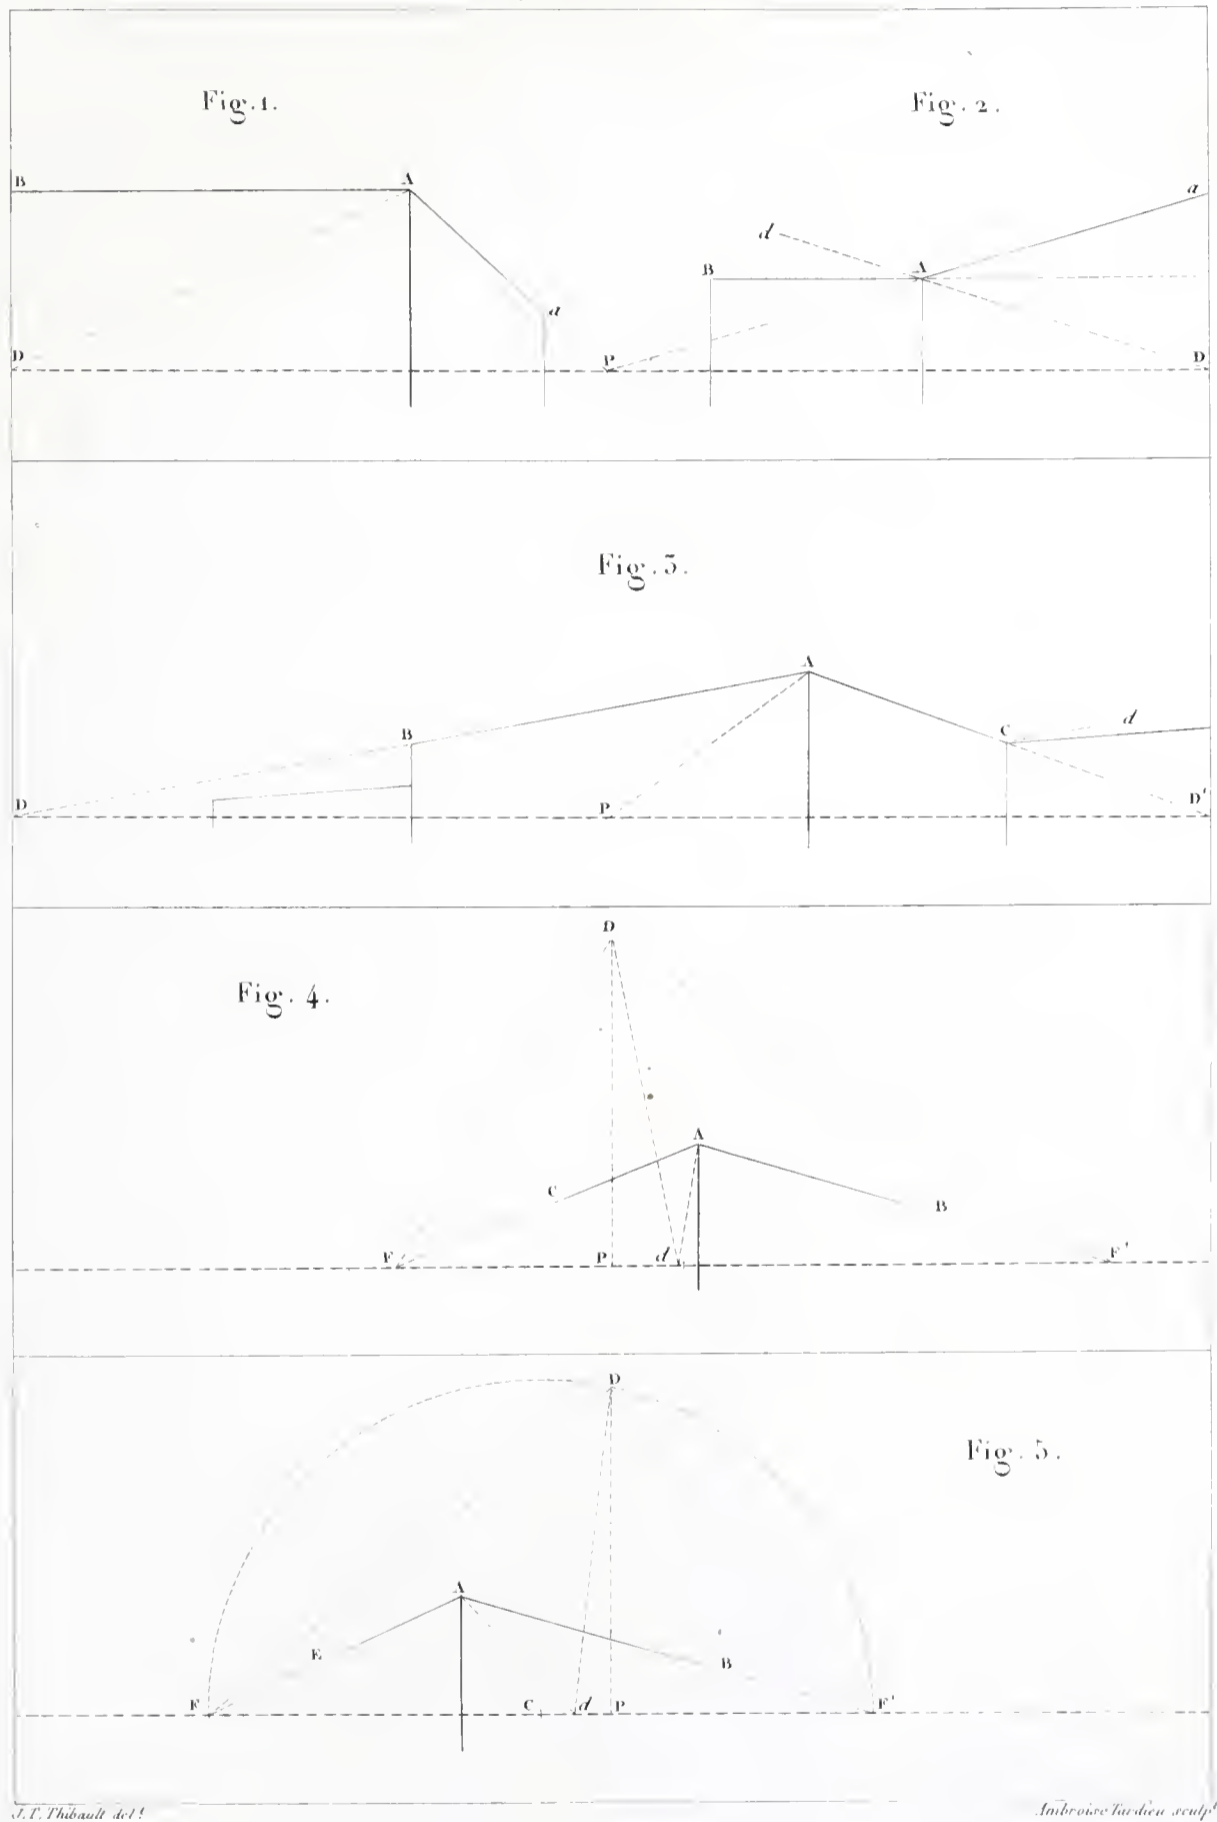 Fig. 1.
B
A
a
D
Fig. 2.
a
d
B
A
P
D
Fig. 3.
A
B
C
d
D
P
D'
Fig. 4.
D
A
C
B
F
P
d
F'
Fig. 5.
D
A
E
B
F
C
d
P
F'
J.T. Thibault del!
Ambroise Tardieu sculp!